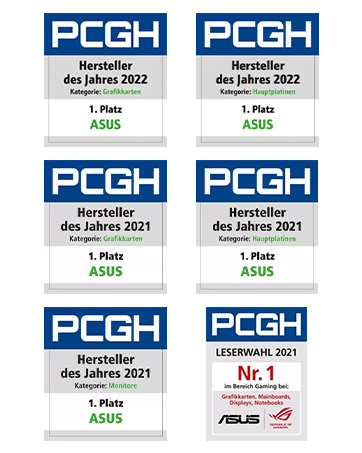 PCGH
Hersteller
des Jahres 2022
Kategorie: Grafikkarten
1. Platz
ASUS
PCGH
Hersteller
des Jahres 2022
Kategorie: Hauptplatinen
1. Platz
ASUS
PCGH
Hersteller
des Jahres 2021
Kategorie: Grafikkarten
1. Platz
ASUS
PCGH
Hersteller
des Jahres 2021
Kategorie: Hauptplatinen
1. Platz
ASUS
PCGH
Hersteller
des Jahres 2021
Kategorie: Monitore
1. Platz
ASUS
PCGH
LESERWAHL 2021
Nr. 1
im Bereich Gaming bei:
Grafikkarten, Mainboards,
Displays, Notebooks
ASUS
REPUBLIC OF
GAMERS